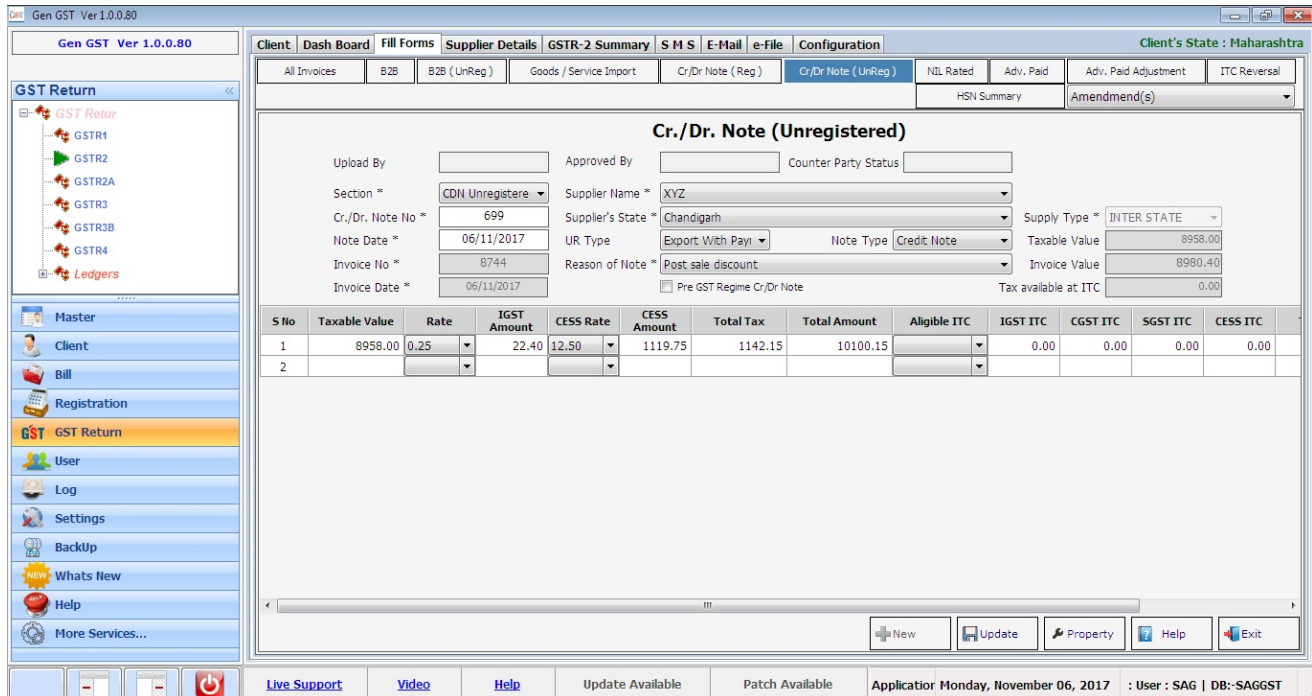 GST Gen GST Ver 1.0.0.80
Gen GST Ver 1.0.0.80
Client Dash Board Fill Forms Supplier Details GSTR-2 Summary S M S E-Mail e-File Configuration Client's State : Maharashtra
All Invoices B2B B2B ( UnReg ) Goods / Service Import Cr/Dr Note ( Reg ) Cr/Dr Note ( UnReg ) NIL Rated Adv. Paid Adv. Paid Adjustment ITC Reversal
HSN Summary Amendmend(s)
GST Return «
GST Retur
GSTR1
GSTR2
GSTR2A
GSTR3
GSTR3B
GSTR4
Ledgers
Master
Client
Bill
Registration
GST GST Return
User
Log
Settings
BackUp
NEW Whats New
Help
More Services...
Cr./Dr. Note (Unregistered)
Upload By Approved By Counter Party Status
Section * CDN Unregistere Supplier Name * XYZ
Cr./Dr. Note No * 699 Supplier's State * Chandigarh Supply Type * INTER STATE
Note Date * 06/11/2017 UR Type Export With Payı Note Type Credit Note Taxable Value 8958.00
Invoice No * 8744 Reason of Note * Post sale discount Invoice Value 8980.40
Invoice Date * 06/11/2017 Pre GST Regime Cr/Dr Note Tax available at ITC 0.00
S No Taxable Value Rate IGST Amount CESS Rate CESS Amount Total Tax Total Amount Aligible ITC IGST ITC CGST ITC SGST ITC CESS ITC
1 8958.00 0.25 22.40 12.50 1119.75 1142.15 10100.15 0.00 0.00 0.00 0.00
2
New Update Property Help Exit
Live Support Video Help Update Available Patch Available Application Monday, November 06, 2017 : User : SAG | DB:-SAGGST